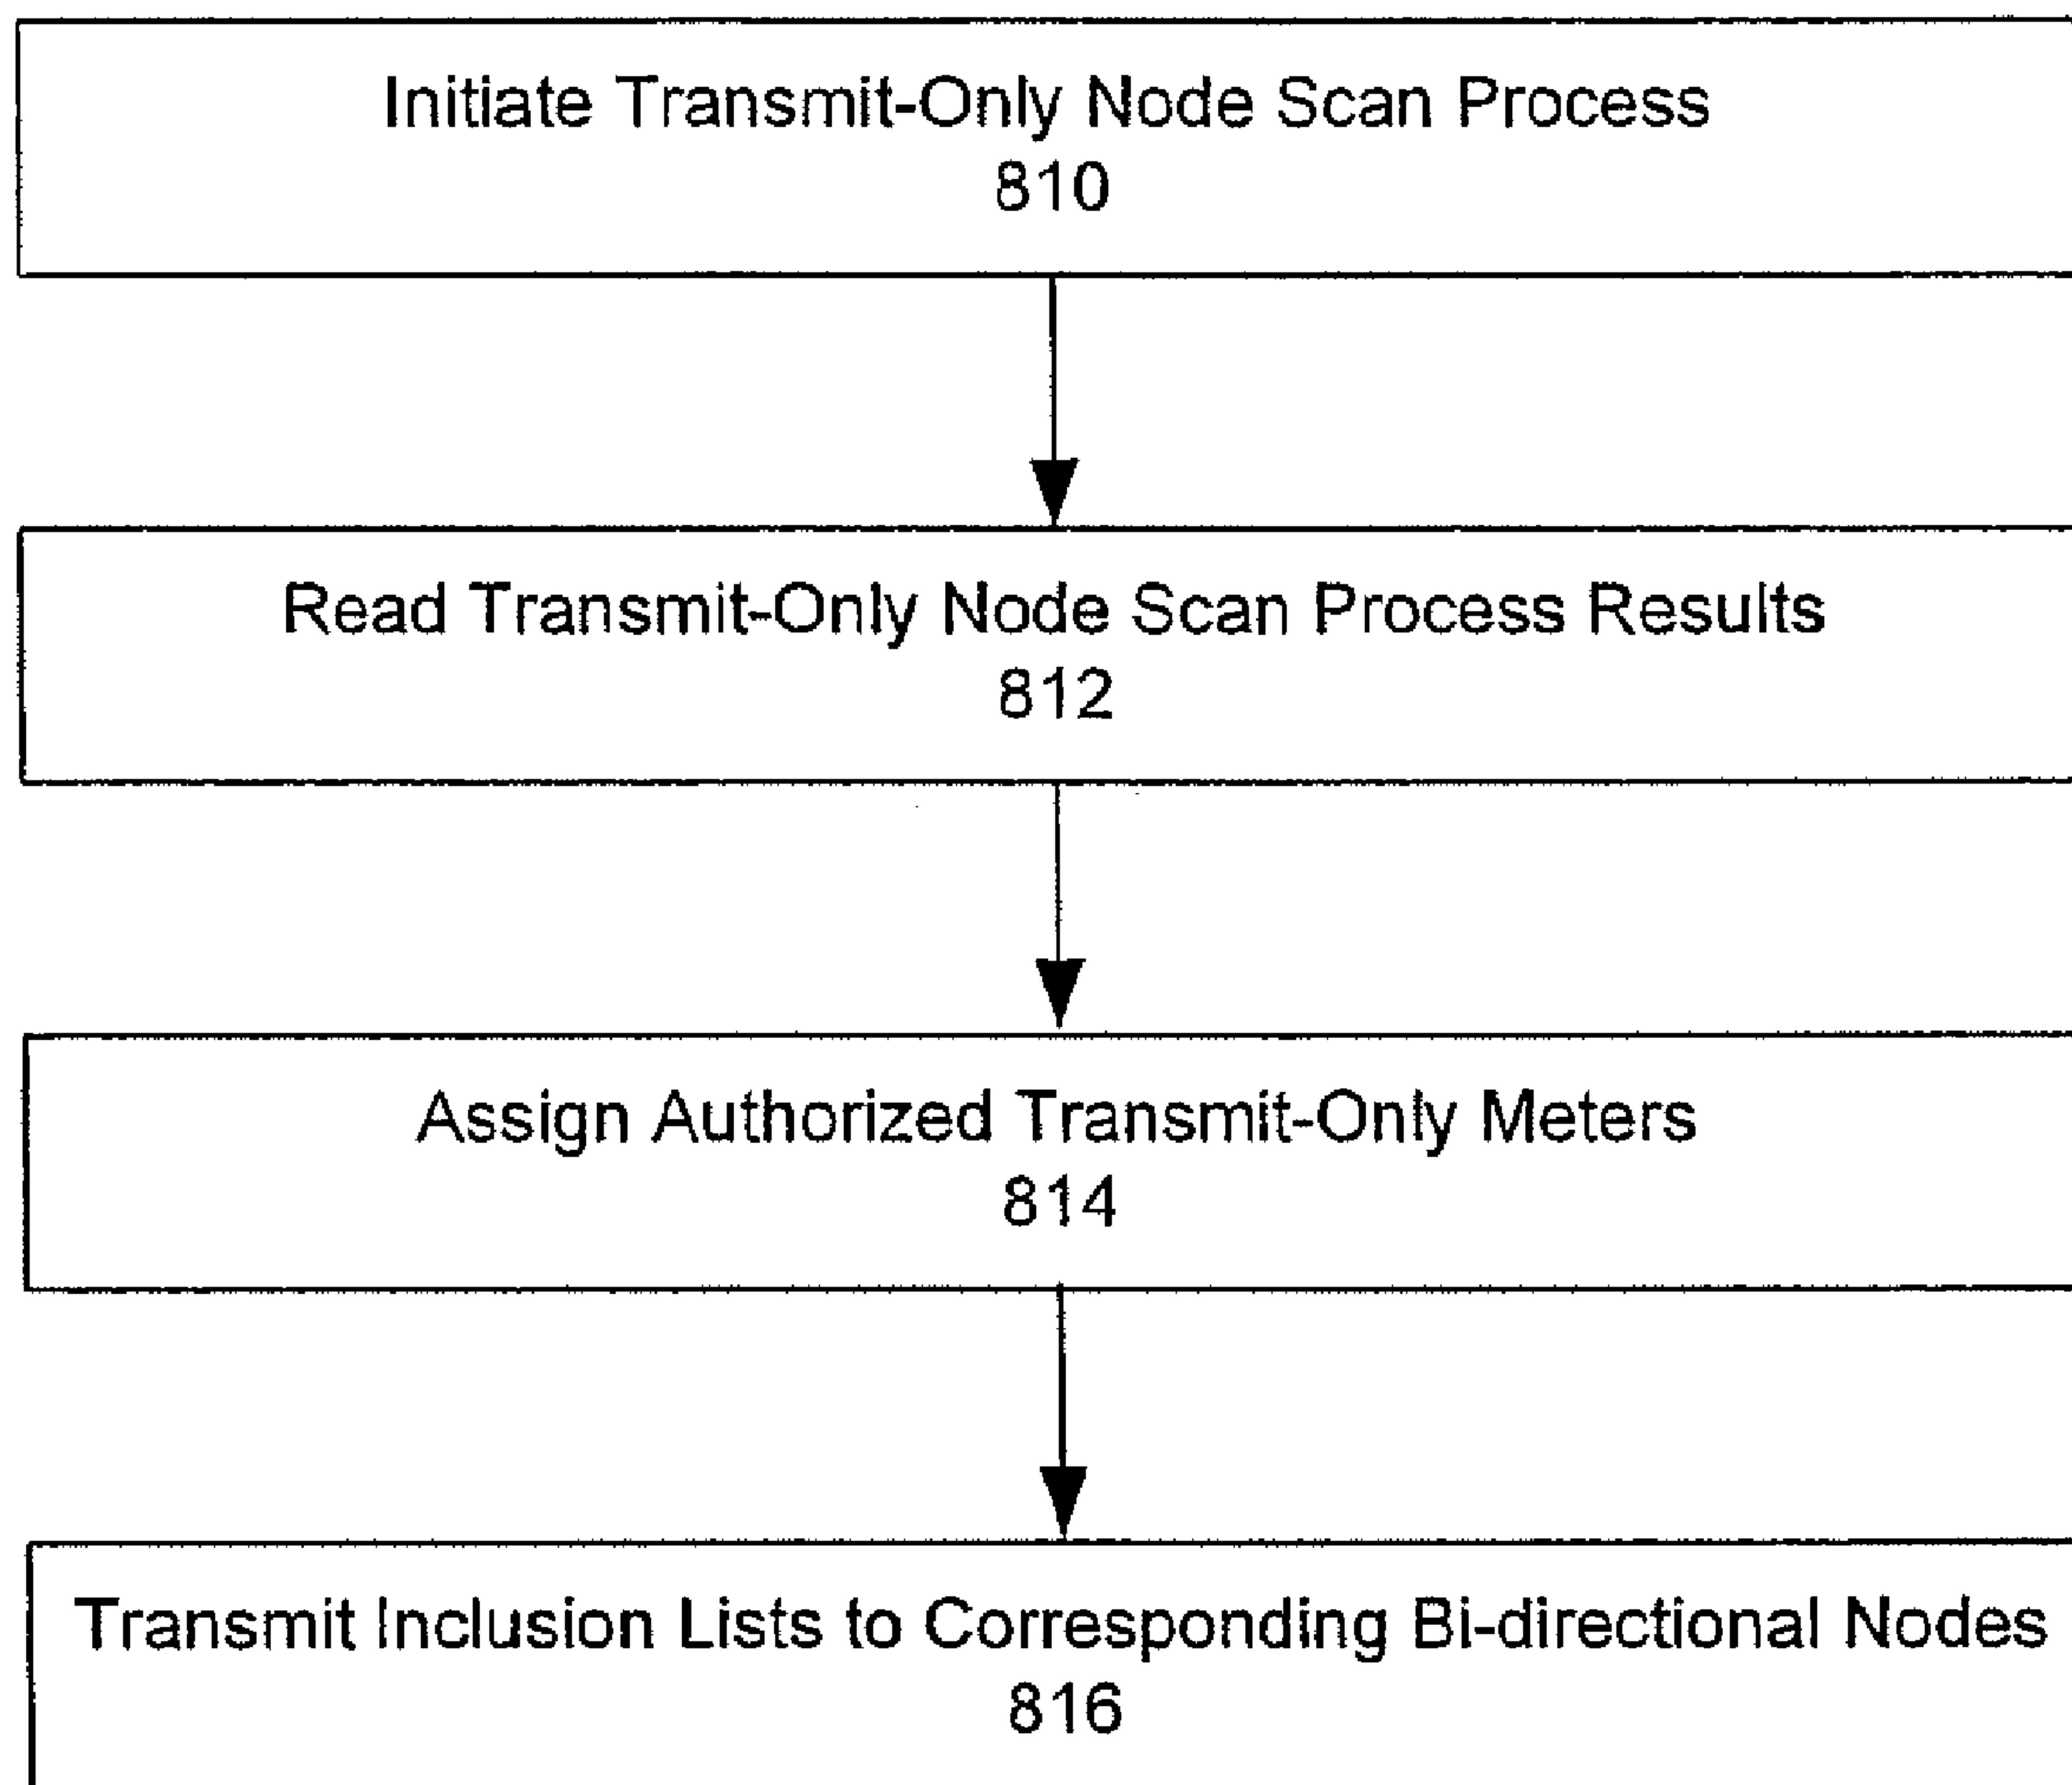 Initiate Transmit-Only Node Scan Process
810
Read Transmit-Only Node Scan Process Results
812
Assign Authorized Transmit-Only Meters
814
Transmit Inclusion Lists to Corresponding Bi-directional Nodes
816